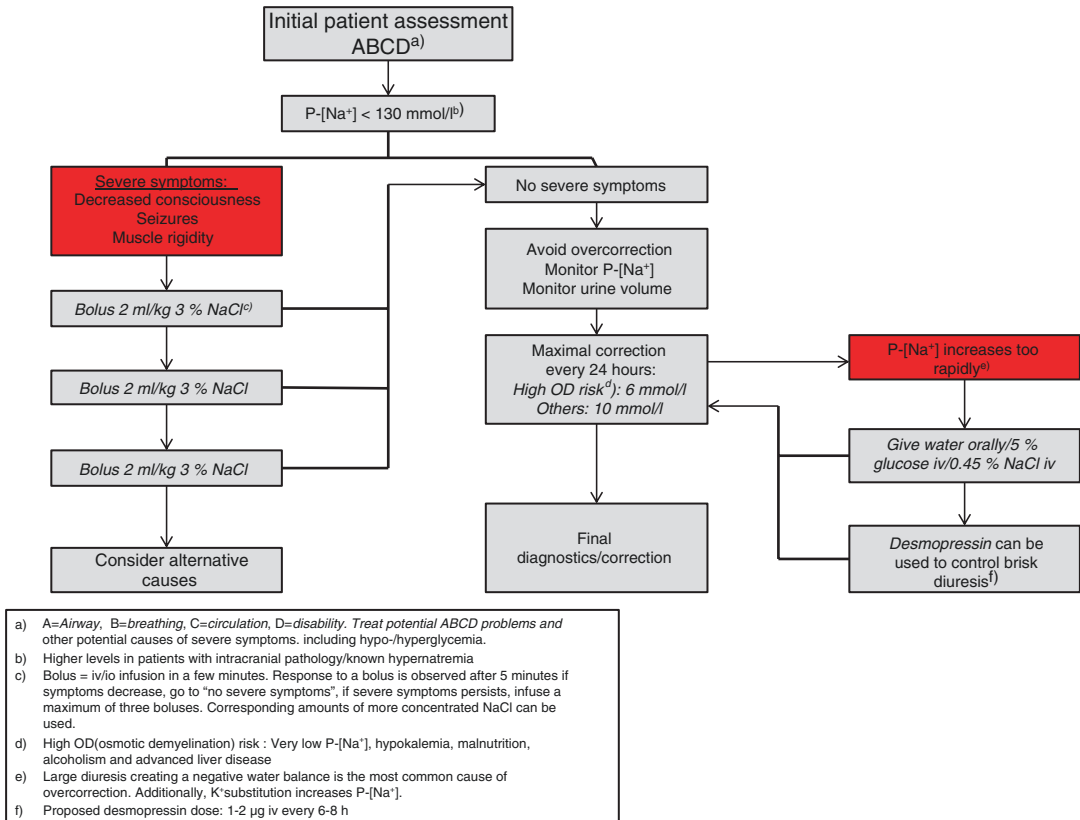 Initial patient assessment
ABCDa)
P-[Na+] < 130 mmol/lb)
Severe symptoms:
Decreased consciousness
Seizures
Muscle rigidity
No severe symptoms
Bolus 2 ml/kg 3 % NaClc)
Avoid overcorrection
Monitor P-[Na+]
Monitor urine volume
Bolus 2 ml/kg 3 % NaCl
Maximal correction
every 24 hours:
High OD riskd): 6 mmol/l
Others: 10 mmol/l
P-[Na+] increases too
rapidlye)
Bolus 2 ml/kg 3 % NaCl
Give water orally/5 %
glucose iv/0.45 % NaCl iv
Consider alternative
causes
Final
diagnostics/correction
Desmopressin can be
used to control brisk
diuresisf)
a) A=Airway, B=breathing, C=circulation, D=disability. Treat potential ABCD problems and
other potential causes of severe symptoms. including hypo-/hyperglycemia.
b) Higher levels in patients with intracranial pathology/known hypernatremia
c) Bolus = iv/io infusion in a few minutes. Response to a bolus is observed after 5 minutes if
symptoms decrease, go to “no severe symptoms”, if severe symptoms persists, infuse a
maximum of three boluses. Corresponding amounts of more concentrated NaCl can be
used.
d) High OD(osmotic demyelination) risk : Very low P-[Na+], hypokalemia, malnutrition,
alcoholism and advanced liver disease
e) Large diuresis creating a negative water balance is the most common cause of
overcorrection. Additionally, K+substitution increases P-[Na+].
f) Proposed desmopressin dose: 1-2 µg iv every 6-8 h